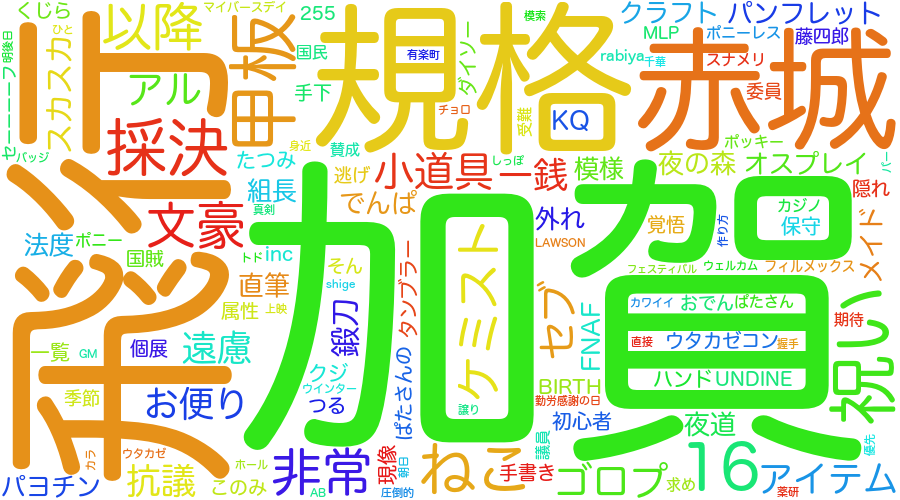 くじら
マイバースデイ
255
模索
クラフト
パンフレット
以降
甲板
規格
MLP
ポニーレス
藤四郎
明後日
セーーーーフ
スカスカ
ひと
国民
有楽町
ダイソー
rabiya
千華
スナメリ
赤城
飛行
アル
手下
チョロ
受難
KQ
委員
バッジ
採決
身近
賛成
しっぽ
ポッキー
バー
たつみ
逃げ
小道具
一銭
模様
夜の森
オスプレイ
組長
真剣
でんぱ
隠れ
文豪
加賀
外れ
覚悟
作り方
カジノ
保守
メイド
法度
ポニー
国賊
トド
inc
LAWSON
そん
shige
タンブラー
ケミスト
フェスティバル
ウェルカム
フィルメックス
直筆
属性
上映
セブ
カワイイ
おでん
ぱたさん
祝い
一覧
GM
個展
遠慮
鍛刀
FNAF
直接
ウタカゼコン
握手
期待
季節
クジ
ウインター
つる
ぱたさんの
譲り
BIRTH
勤労感謝の日
ハンド
UNDINE
お便り
初心者
夜道
カラ
ウタカゼ
ホール
現像
朝日
ねこ
議員
優先
パヨチン
抗議
このみ
非常
AB
圧倒的
手書き
ゴロプ
求め
16
アイテム
薬研